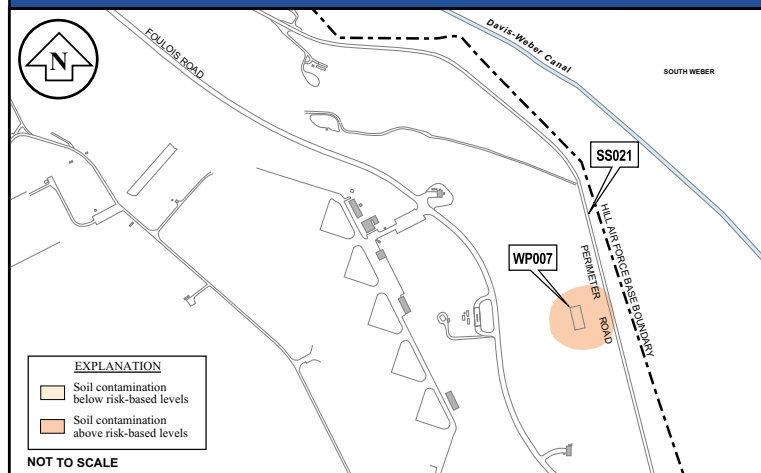 N
FOULOIS ROAD
Davis-Weber Canal
SOUTH WEBER
SS021
HILL AIR FORCE BASE BOUNDARY
WP007
PERIMETER ROAD
EXPLANATION
Soil contamination
below risk-based levels
Soil contamination
above risk-based levels
NOT TO SCALE